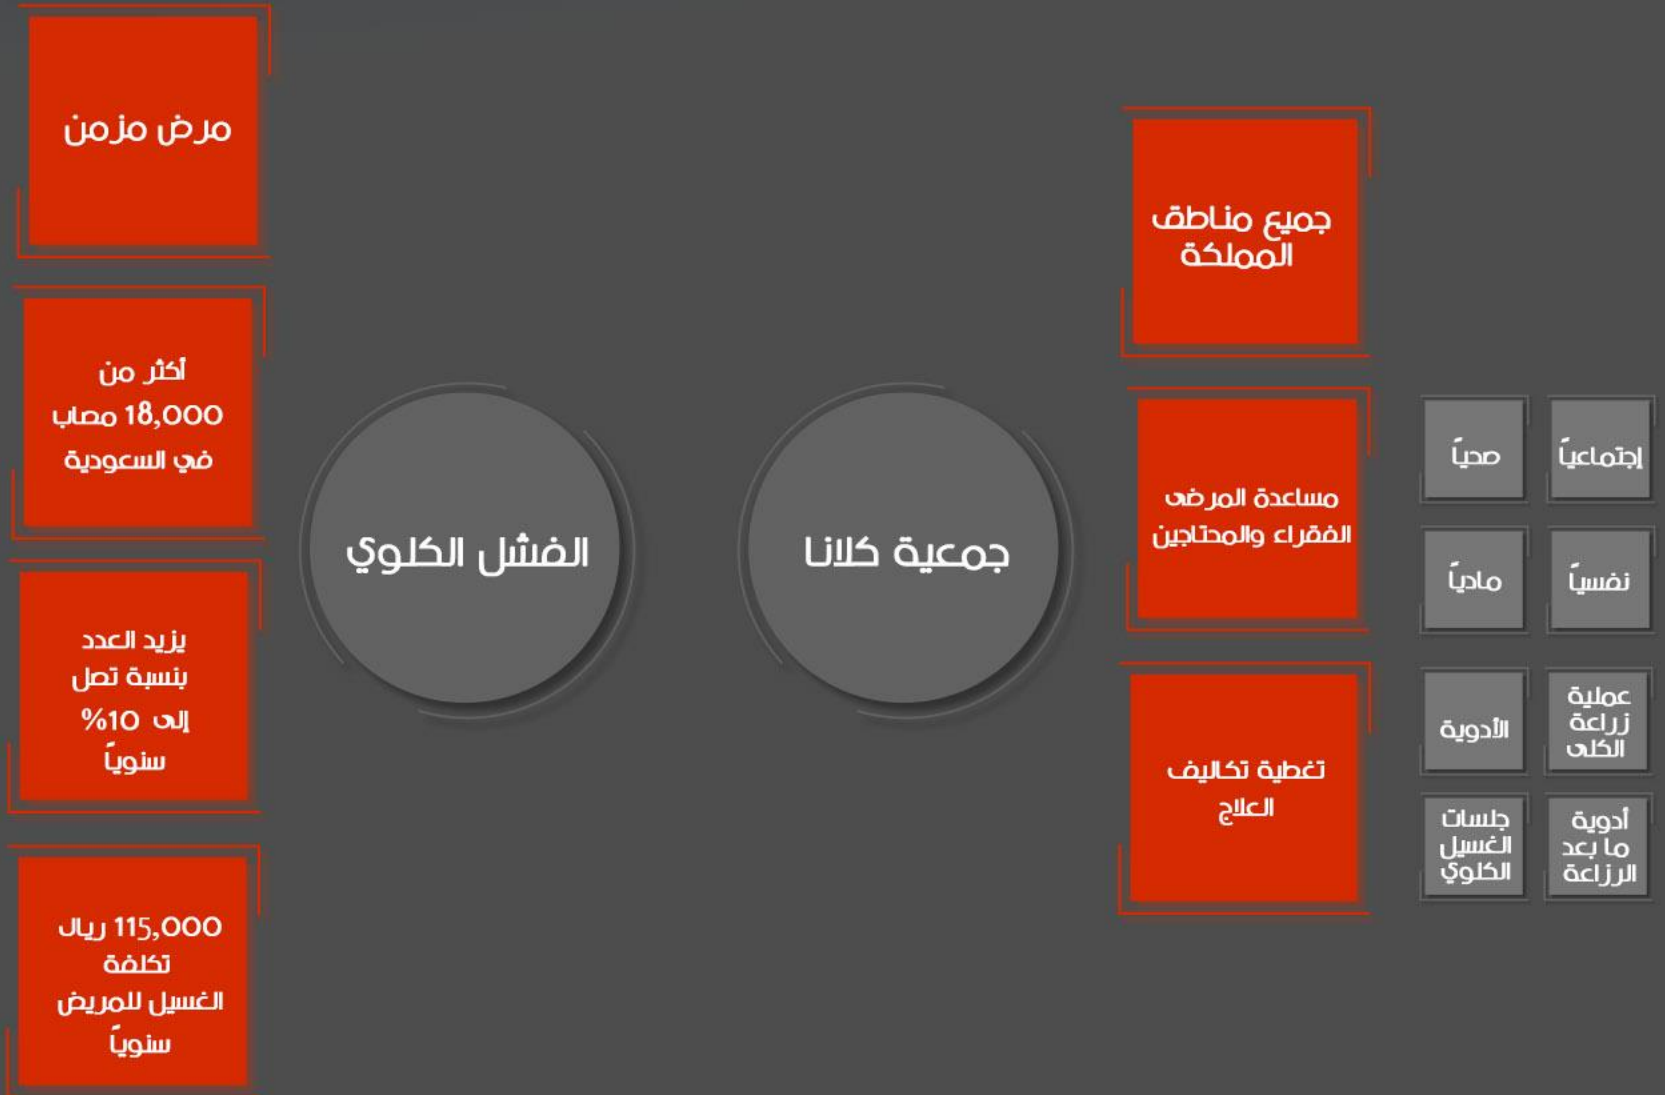 جميع مناطق
المملكة
مساعدة المرضى
الفقراء والمحتاجين
تغطية تكاليف
العلاج
إجتماعياً
صحياً
نفسياً
مادياً
عملية
زراعة
الكلى
الأدوية
أدوية
ما بعد
الرزاعة
جلسات
الغسيل
الكلوي
جمعية كلانا
الفشل الكلوي
مرض مزمن
أكثر من
18,000 مصاب
في السعودية
يزيد العدد
بنسبة تصل
إلى 10%
سنوياً
115,000 ريال
تكلفة
الغسيل للمريض
سنوياً